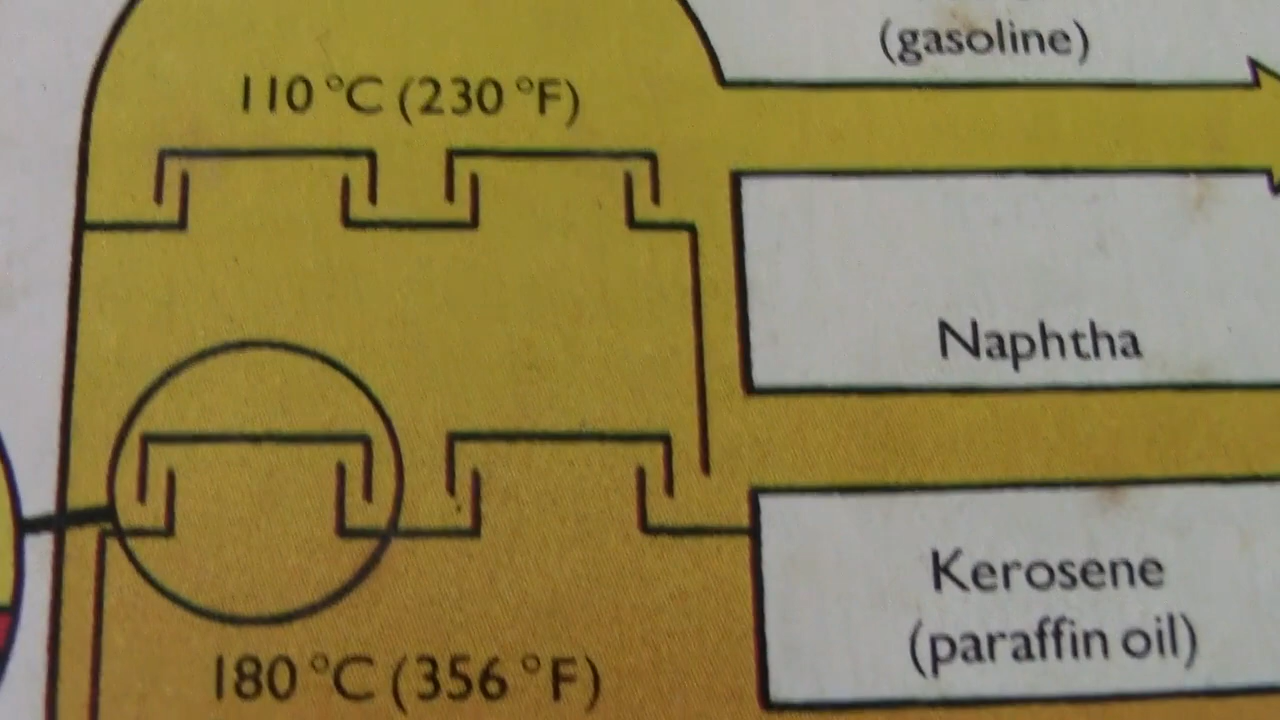 (gasoline)
110 °C (230 °F)
Naphtha
Kerosene
(paraffin oil)
180 °C (356 °F)